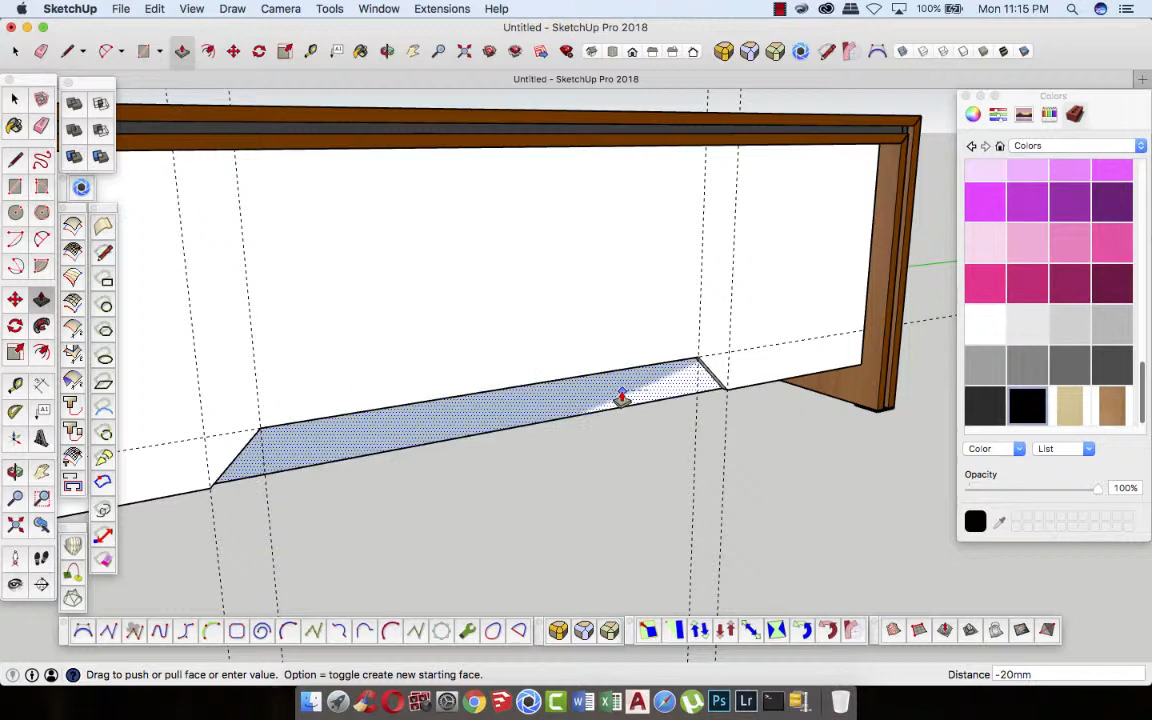 SketchUp File Edit View Draw Camera Tools Window Extensions Help 100% Mon 11:15 PM
Untitled - SketchUp Pro 2018
Untitled - SketchUp Pro 2018
Colors
Colors
Color List
Opacity
100%
Drag to push or pull face or enter value. Option = toggle create new starting face. Distance -20mm